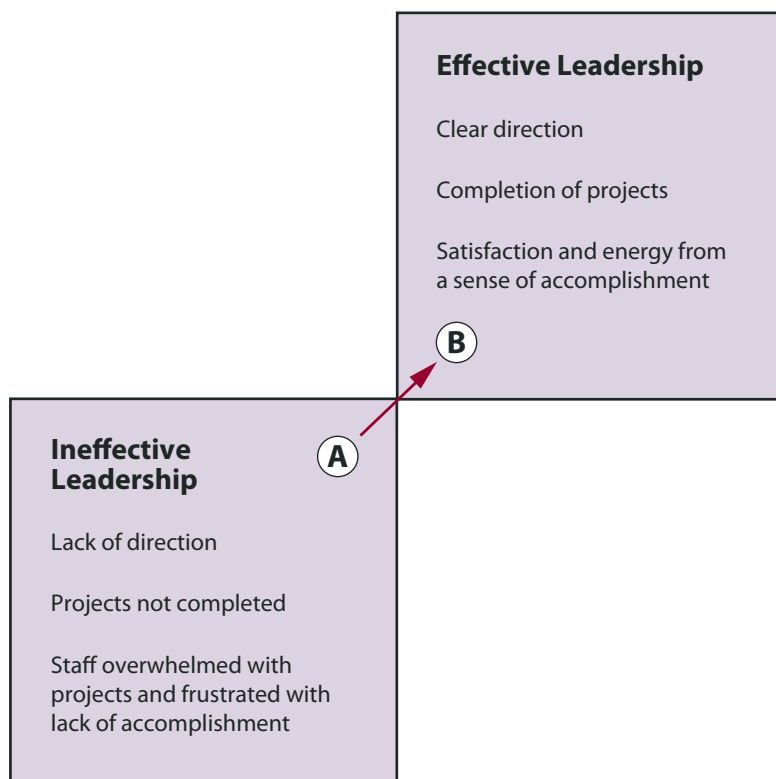 Effective Leadership
Clear direction
Completion of projects
Satisfaction and energy from
a sense of accomplishment
B
A
Ineffective
Leadership
Lack of direction
Projects not completed
Staff overwhelmed with
projects and frustrated with
lack of accomplishment